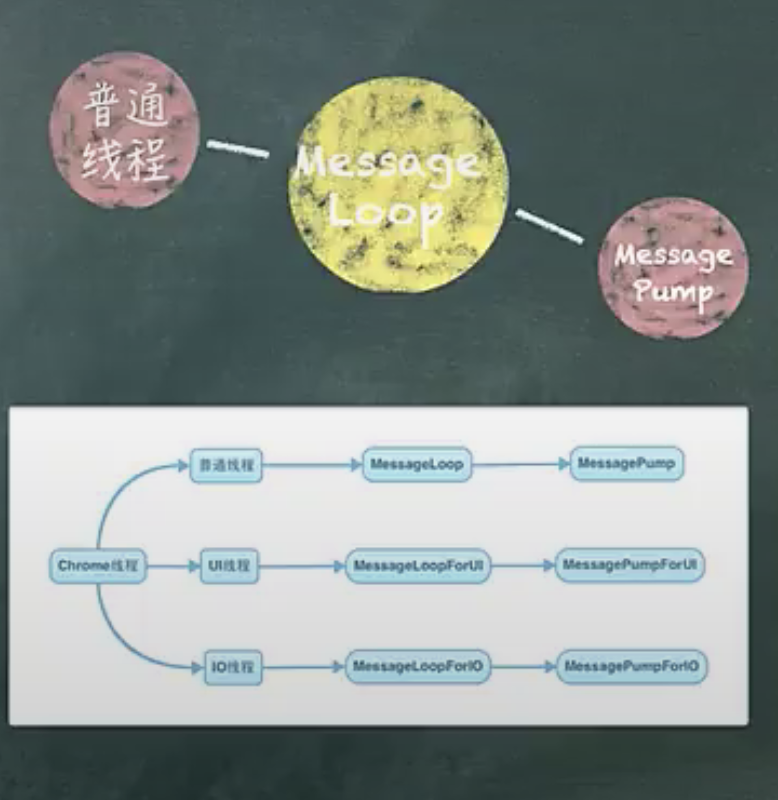 普通
线程
Message
Loop
Message
Pump
普通线程
MessageLoop
MessagePump
Chrome线程
UI线程
MessageLoopForUI
MessagePumpForUI
IO线程
MessageLoopForIO
MessagePumpForIO